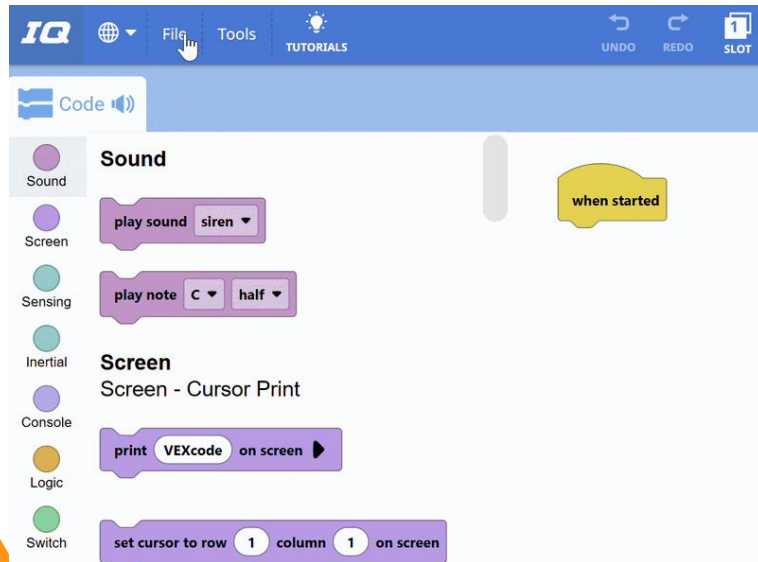 IQ
File
Tools
TUTORIALS
UNDO
REDO
1
SLOT
Code
Sound
Screen
Sensing
Inertial
Console
Logic
Switch
Sound
play sound siren
play note C half
Screen
Screen - Cursor Print
print VEXcode on screen
set cursor to row 1 column 1 on screen
when started